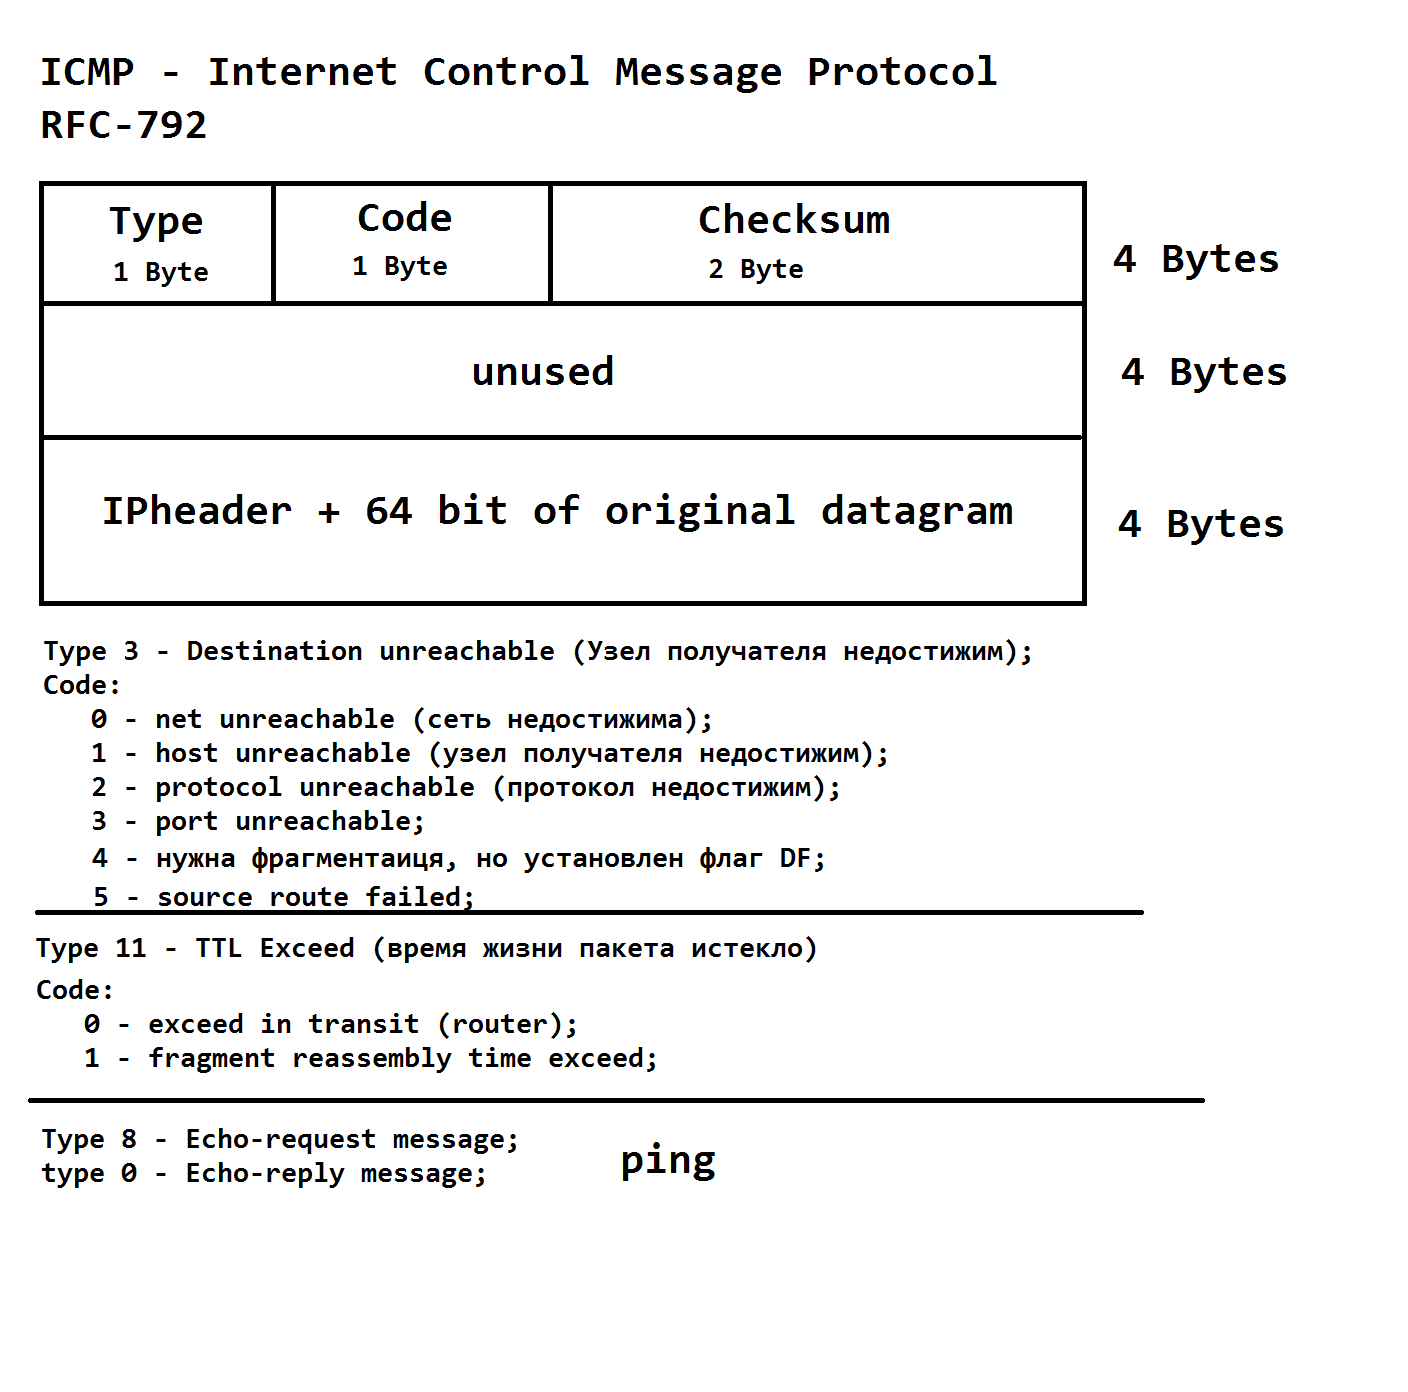 ICMP - Internet Control Message Protocol
RFC-792
Type Code Checksum
1 Byte 1 Byte 2 Byte
4 Bytes
unused 4 Bytes
IPheader + 64 bit of original datagram 4 Bytes
Type 3 - Destination unreachable (Узел получателя недостижим);
Code:
0 - net unreachable (сеть недостижима);
1 - host unreachable (узел получателя недостижим);
2 - protocol unreachable (протокол недостижим);
3 - port unreachable;
4 - нужна фрагментаиця, но установлен флаг DF;
5 - source route failed;
Type 11 - TTL Exceed (время жизни пакета истекло)
Code:
0 - exceed in transit (router);
1 - fragment reassembly time exceed;
Type 8 - Echo-request message;
type 0 - Echo-reply message;
ping